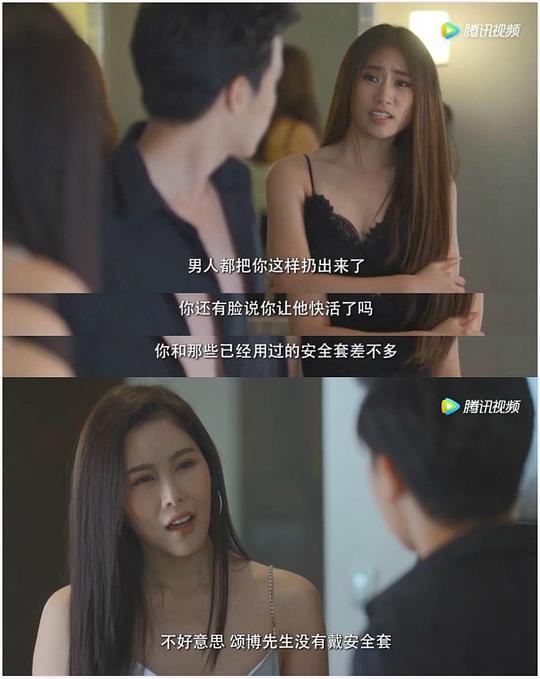 腾讯视频
男人都把你这样扔出来了
你还有脸说你让他快活了吗
你和那些已经用过的安全套差不多
腾讯视频
不好意思 颂博先生没有戴安全套